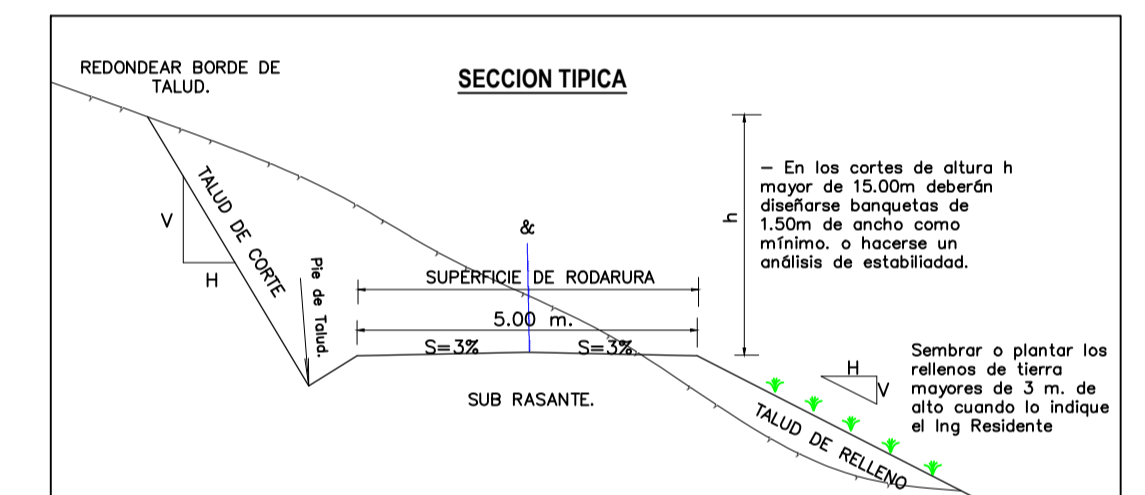 REDONDEAR BORDE DE
TALUD.
SECCION TIPICA
TALUD DE CORTE
V
H
Pie de Talud.
&
SUPERFICIE DE RODARURA
5.00 m.
S=3%
S=3%
SUB RASANTE.
h
– En los cortes de altura h
mayor de 15.00m deberán
diseñarse banquetas de
1.50m de ancho como
mínimo. o hacerse un
análisis de estabiliadad.
H
V
Sembrar o plantar los
rellenos de tierra
mayores de 3 m. de
alto cuando lo indique
el Ing Residente
TALUD DE RELLENO